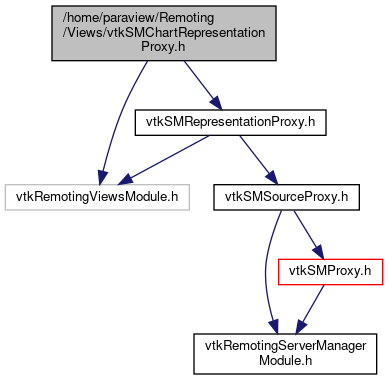 /home/paraview/Remoting
/Views/vtkSMChartRepresentation
Proxy.h
vtkSMRepresentationProxy.h
vtkRemotingViewsModule.h
vtkSMSourceProxy.h
vtkSMProxy.h
vtkRemotingServerManager
Module.h